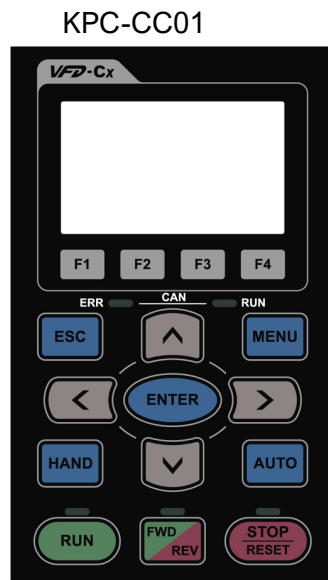 KPC-CC01
VFD-Cx
F1 F2 F3 F4
ERR CAN RUN
ESC MENU
ENTER
HAND AUTO
RUN FWD STOP
REV RESET